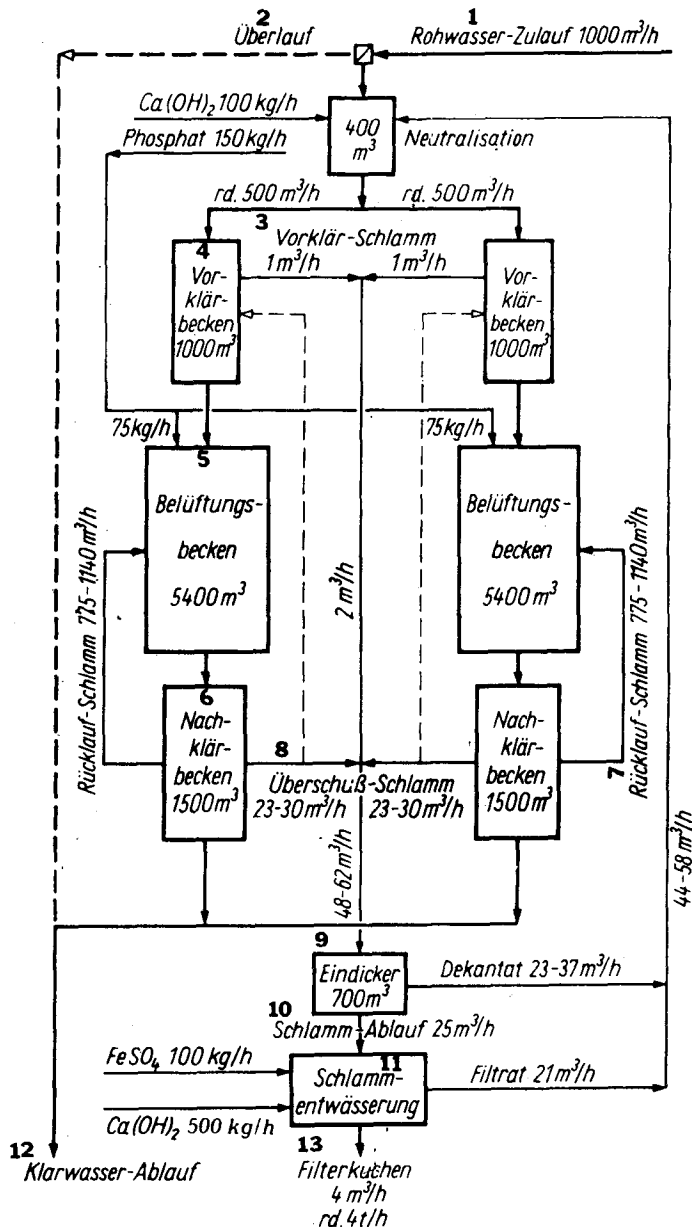 2
Überlauf
1
Rohwasser-Zulauf 1000 m³/h
Ca(OH)₂ 100 kg/h
400
m³
Neutralisation
Phosphat 150 kg/h
rd. 500 m³/h
rd. 500 m³/h
3
Vorklär-Schlamm
1 m³/h
1 m³/h
4
Vor-
klär-
becken
1000 m³
Vor-
klär-
becken
1000 m³
75 kg/h
75 kg/h
5
Belüftungs-
becken
5400 m³
Belüftungs-
becken
5400 m³
Rücklauf-Schlamm 775-1140 m³/h
2 m³/h
Rücklauf-Schlamm 775-1140 m³/h
7
6
Nach-
klär-
becken
1500 m³
Nach-
klär-
becken
1500 m³
8
Überschuß-Schlamm
23-30 m³/h
23-30 m³/h
48-62 m³/h
44-58 m³/h
9
Eindicker
700 m³
Dekantat 23-37 m³/h
10
Schlamm-Ablauf 25 m³/h
FeSO₄ 100 kg/h
11
Schlamm-
entwässerung
Filtrat 21 m³/h
Ca(OH)₂ 500 kg/h
12
Klarwasser-Ablauf
13
Filterkuchen
4 m³/h
rd. 4 t/h